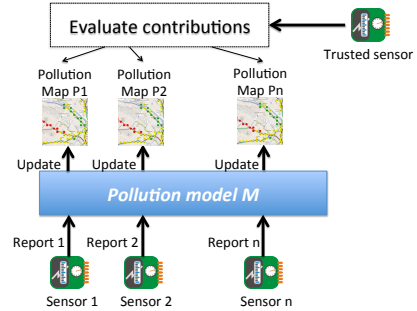 Evaluate contributions
Trusted sensor
Pollution Map P1
Pollution Map P2
Pollution Map Pn
Update
Update
Update
Pollution model M
Report 1
Report 2
Report n
Sensor 1
Sensor 2
Sensor n